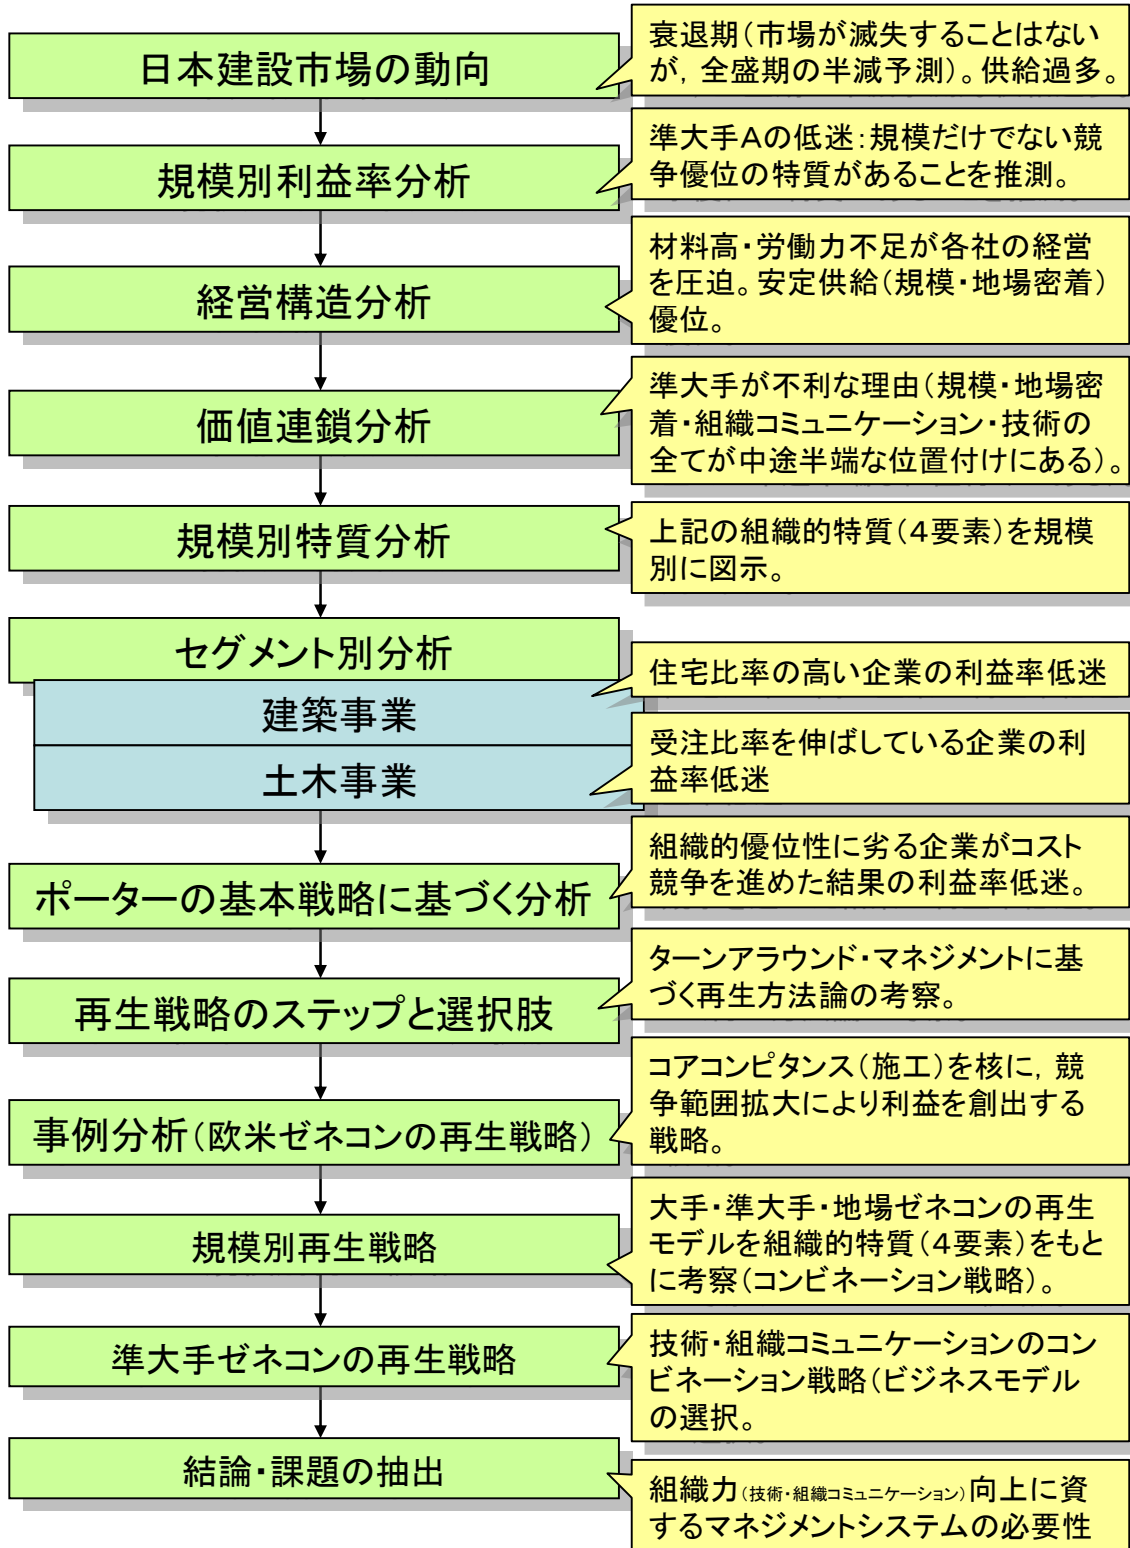 日本建設市場の動向
衰退期（市場が滅失することはない
が，全盛期の半減予測）。供給過多。
規模別利益率分析
準大手Aの低迷：規模だけでない競
争優位の特質があることを推測。
経営構造分析
材料高・労働力不足が各社の経営
を圧迫。安定供給（規模・地場密着）
優位。
価値連鎖分析
準大手が不利な理由（規模・地場密
着・組織コミュニケーション・技術の
全てが中途半端な位置付けにある）。
規模別特質分析
上記の組織的特質（４要素）を規模
別に図示。
セグメント別分析
建築事業
住宅比率の高い企業の利益率低迷
土木事業
受注比率を伸ばしている企業の利
益率低迷
ポーターの基本戦略に基づく分析
組織的優位性に劣る企業がコスト
競争を進めた結果の利益率低迷。
再生戦略のステップと選択肢
ターンアラウンド・マネジメントに基
づく再生方法論の考察。
事例分析（欧米ゼネコンの再生戦略）
コアコンピタンス（施工）を核に，競
争範囲拡大により利益を創出する
戦略。
規模別再生戦略
大手・準大手・地場ゼネコンの再生
モデルを組織的特質（４要素）をもと
に考察（コンビネーション戦略）。
準大手ゼネコンの再生戦略
技術・組織コミュニケーションのコン
ビネーション戦略（ビジネスモデル
の選択。
結論・課題の抽出
組織力（技術・組織コミュニケーション）向上に資
するマネジメントシステムの必要性